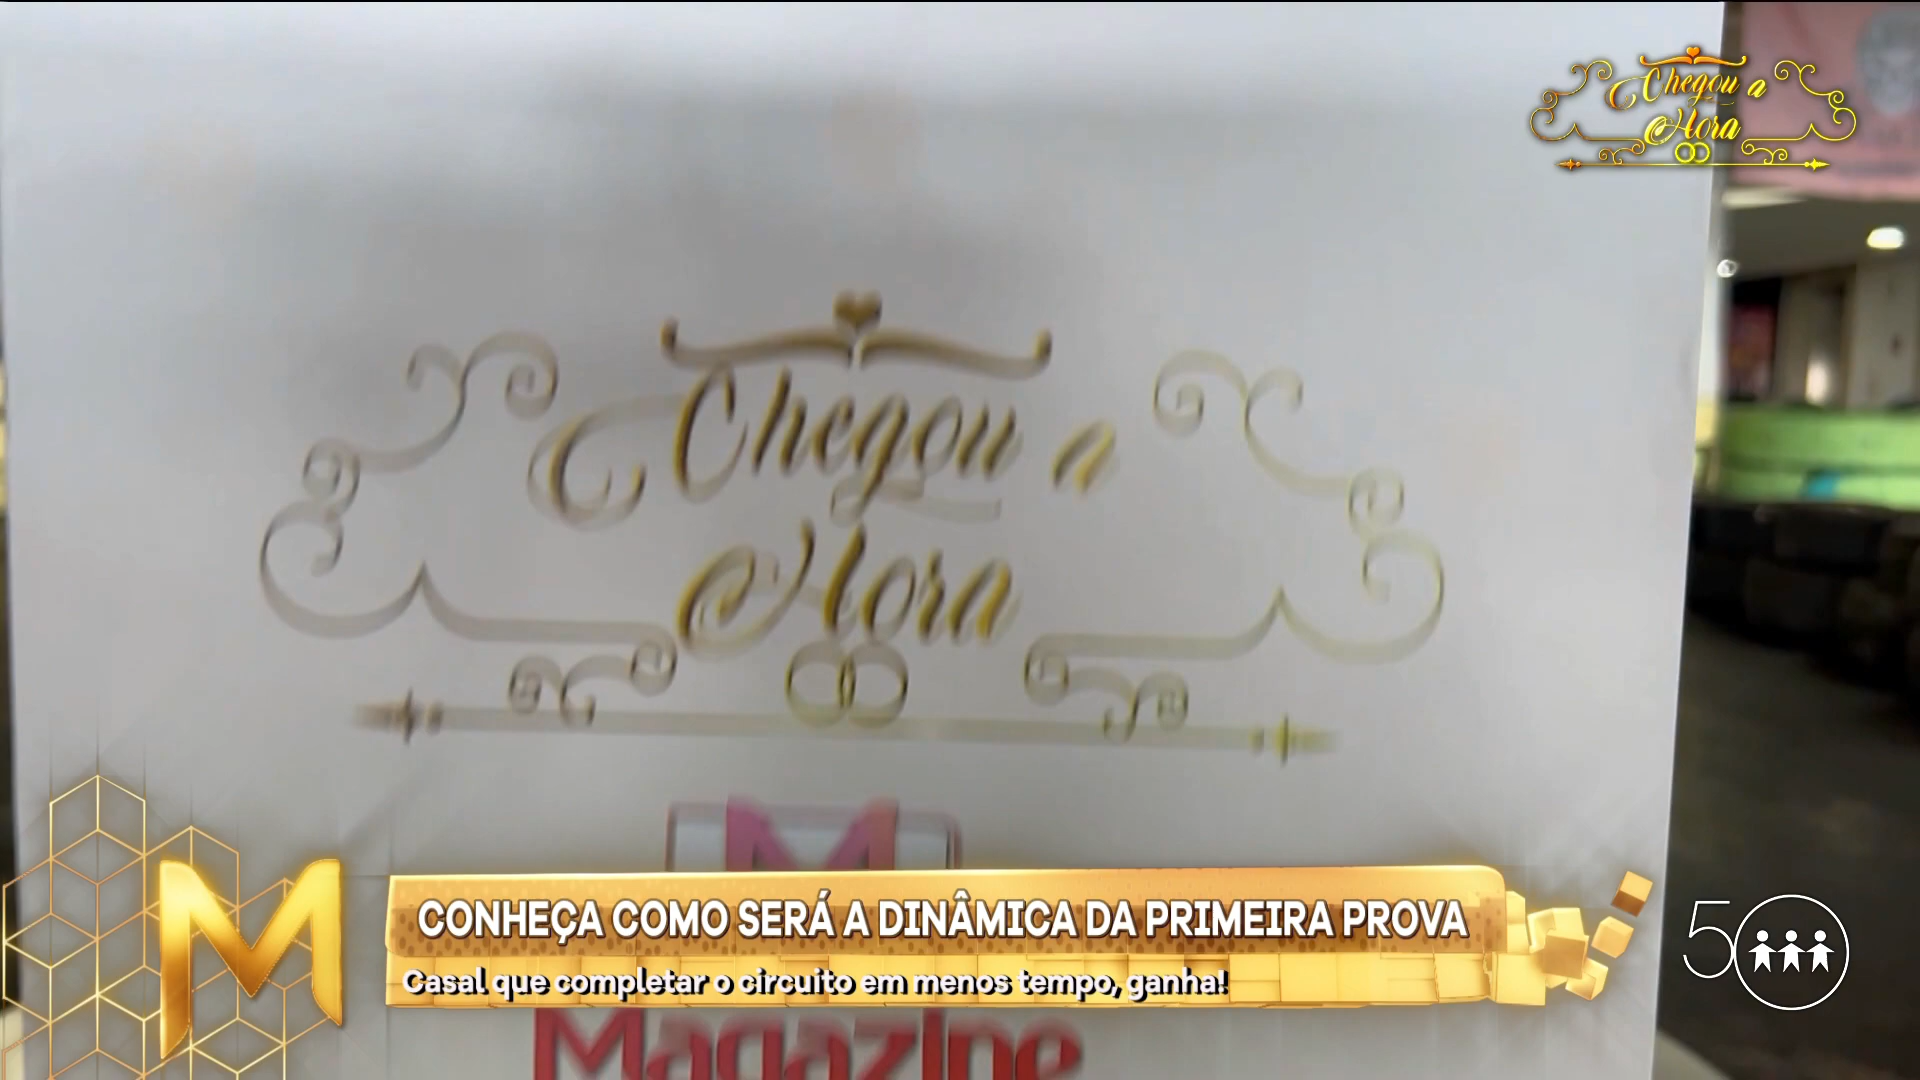 Chegou a
Hora
Chegou a
Hora
M
M
CONHEÇA COMO SERÁ A DINÂMICA DA PRIMEIRA PROVA
Casal que completar o circuito em menos tempo, ganha!
50
Magazine